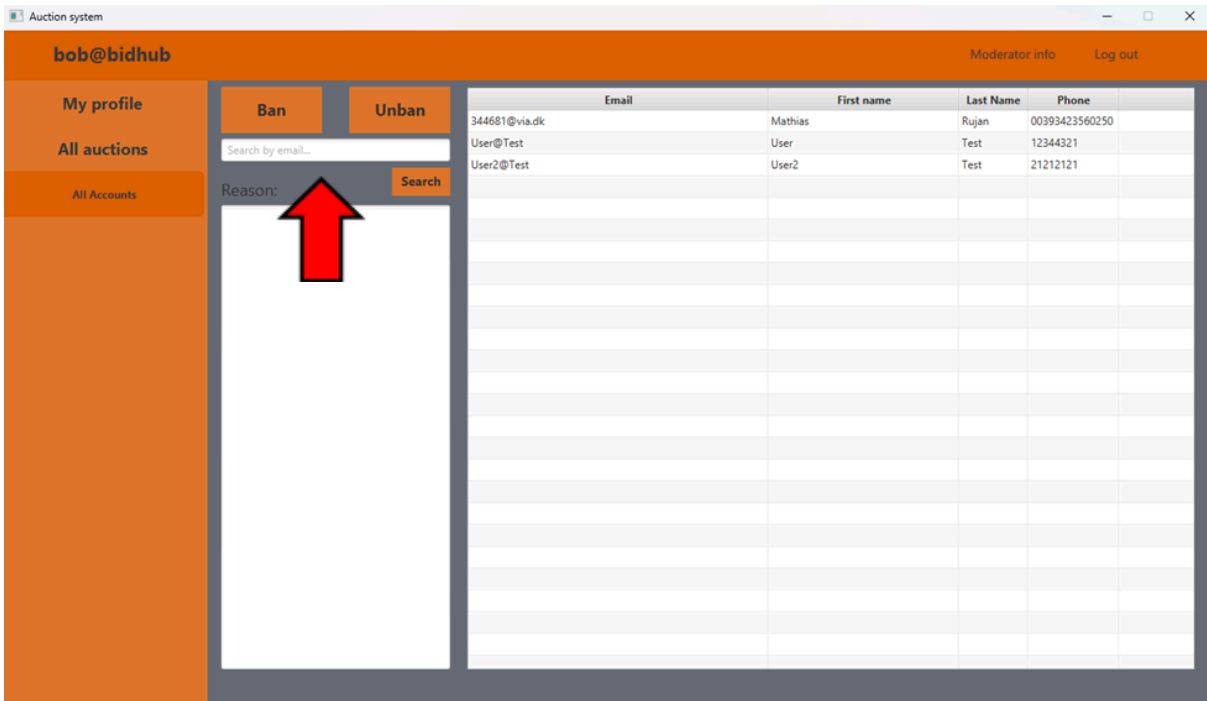 Auction system
bob@bidhub
Moderator info
Log out
My profile
All auctions
All Accounts
Ban
Unban
Search by email...
Search
Reason:
Email First name Last Name Phone
344681@via.dk Mathias Rujan 00393423560250
User@Test User Test 12344321
User2@Test User2 Test 21212121